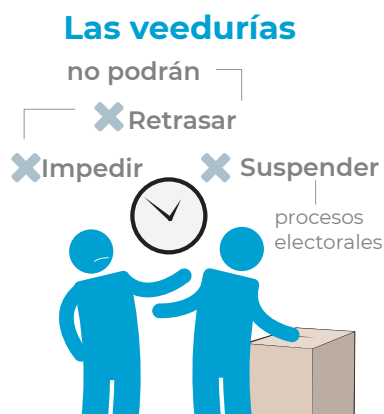 Las veedurías
no podrán
Retrasar
Impedir
Suspender
procesos
electorales